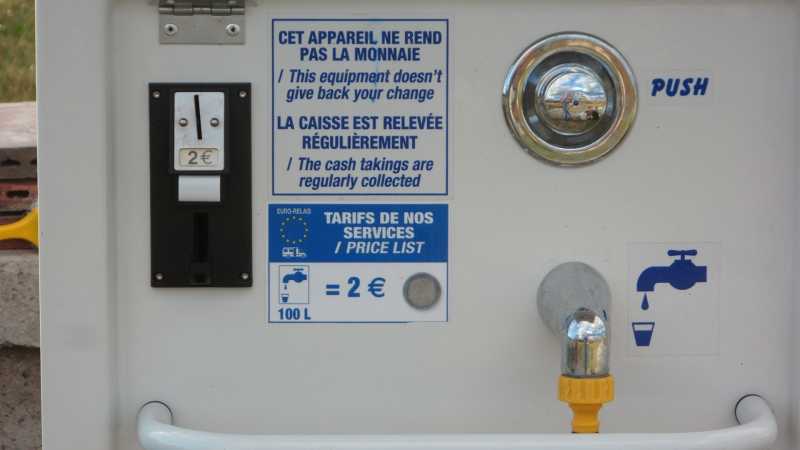 CET APPAREIL NE REND
PAS LA MONNAIE
/ This equipment doesn't
give back your change
LA CAISSE EST RELEVÉE
RÉGULIÈREMENT
/ The cash takings are
regularly collected
PUSH
2€
EURO-RELAIS
TARIFS DE NOS
SERVICES
/ PRICE LIST
= 2 €
100 L